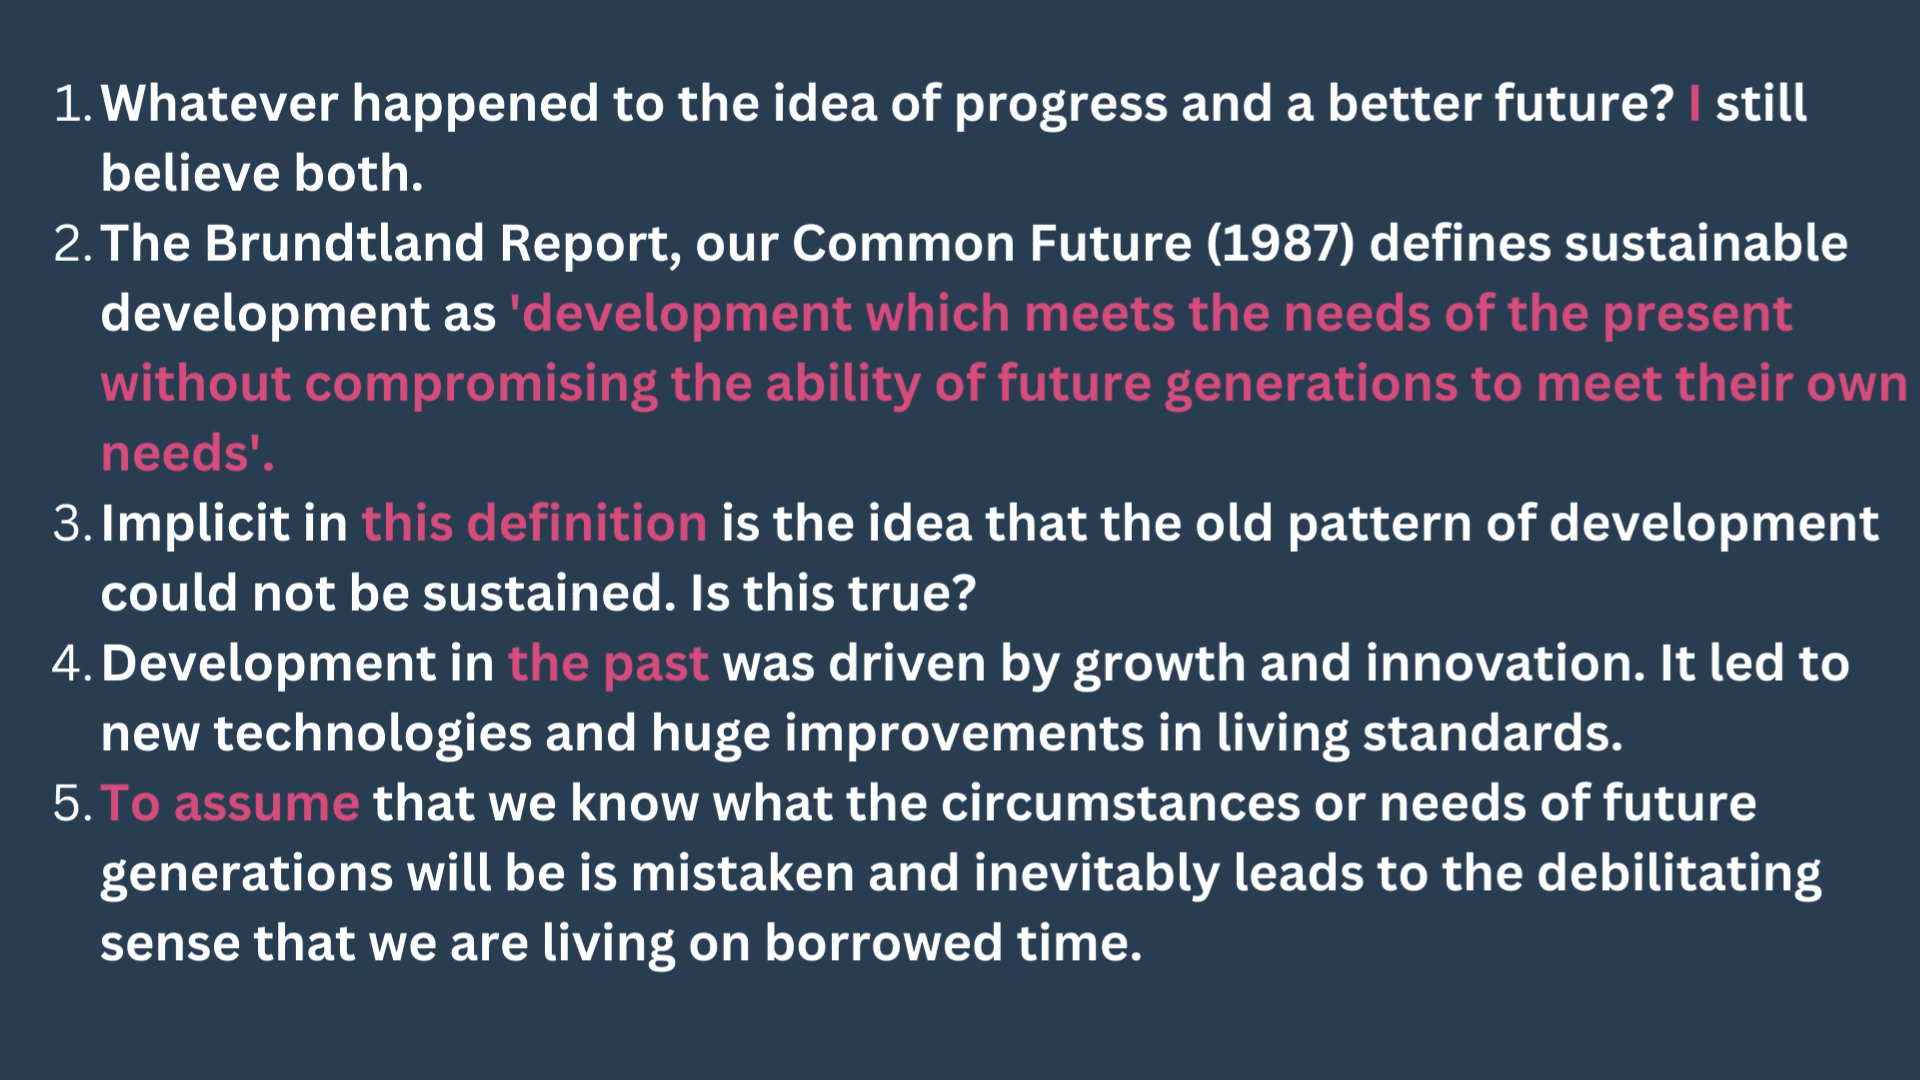 1. Whatever happened to the idea of progress and a better future? I still
believe both.
2. The Brundtland Report, our Common Future (1987) defines sustainable
development as 'development which meets the needs of the present
without compromising the ability of future generations to meet their own
needs'.
3. Implicit in this definition is the idea that the old pattern of development
could not be sustained. Is this true?
4. Development in the past was driven by growth and innovation. It led to
new technologies and huge improvements in living standards.
5. To assume that we know what the circumstances or needs of future
generations will be is mistaken and inevitably leads to the debilitating
sense that we are living on borrowed time.